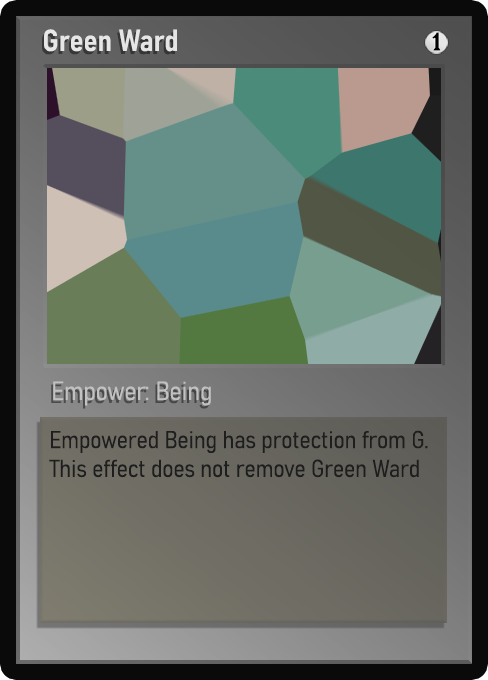 Green Ward
1
Empower: Being
Empowered Being has protection from G.
This effect does not remove Green Ward